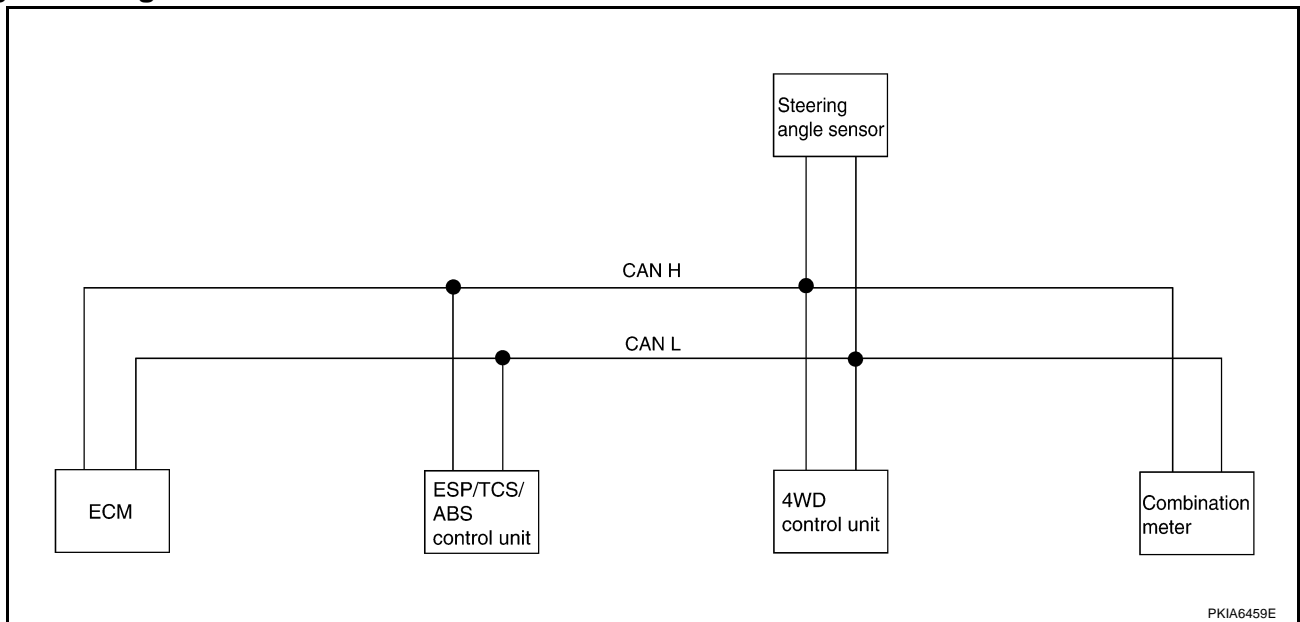 Steering
angle sensor
CAN H
CAN L
ECM
ESP/TCS/
ABS
control unit
4WD
control unit
Combination
meter
PKIA6459E